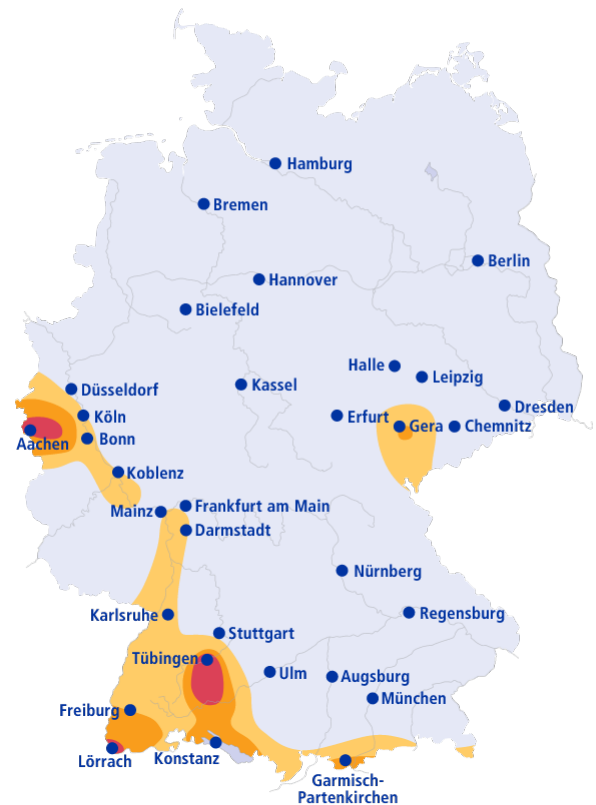 Hamburg
Bremen
Berlin
Hannover
Bielefeld
Halle
Leipzig
Kassel
Düsseldorf
Dresden
Köln
Erfurt
Gera
Chemnitz
Aachen
Bonn
Koblenz
Mainz
Frankfurt am Main
Darmstadt
Nürnberg
Karlsruhe
Regensburg
Stuttgart
Tübingen
Ulm
Augsburg
München
Freiburg
Lörrach
Konstanz
Garmisch-
Partenkirchen